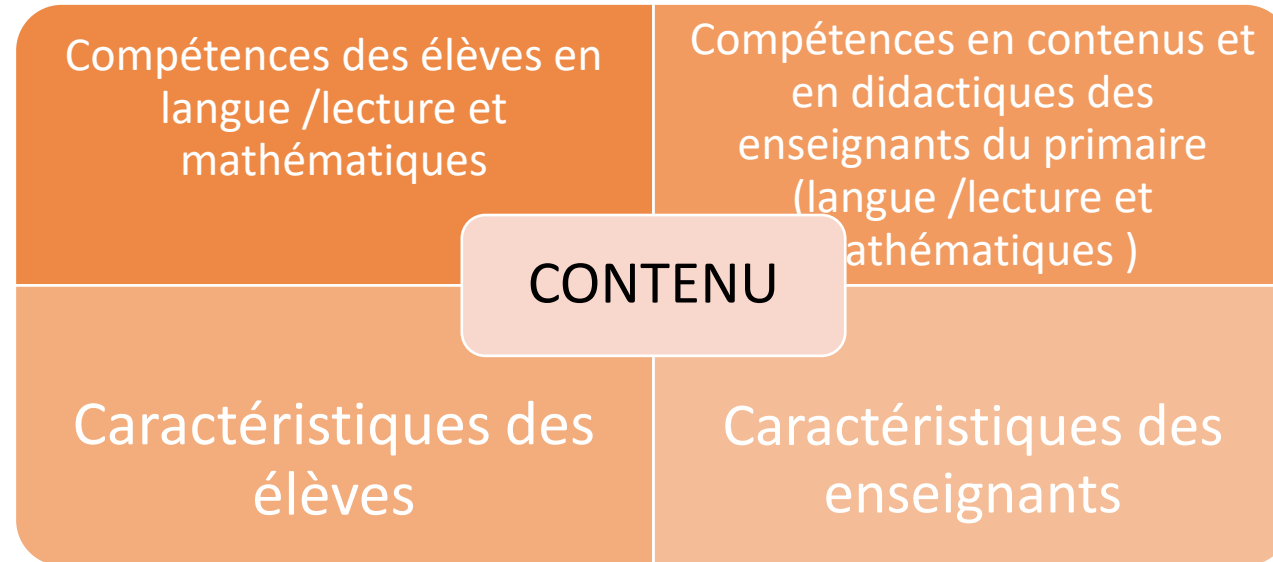 Compétences des élèves en
langue /lecture et
mathématiques
Compétences en contenus et
en didactiques des
enseignants du primaire
(langue /lecture et
athématiques )
CONTENU
Caractéristiques des
élèves
Caractéristiques des
enseignants